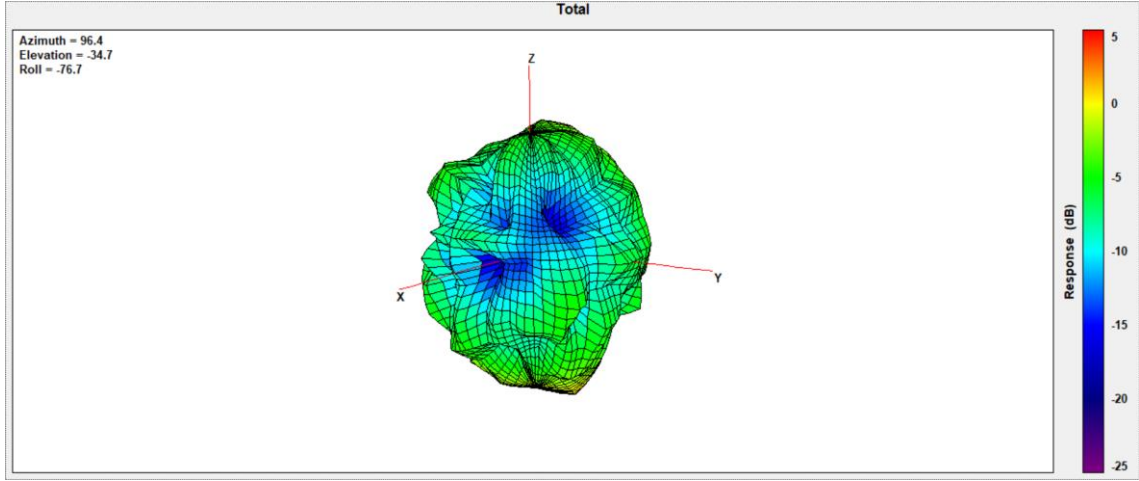 Total
Azimuth = 96.4
Elevation = -34.7
Roll = -76.7
Z
Y
X
5
0
-5
-10
-15
-20
-25
Response (dB)